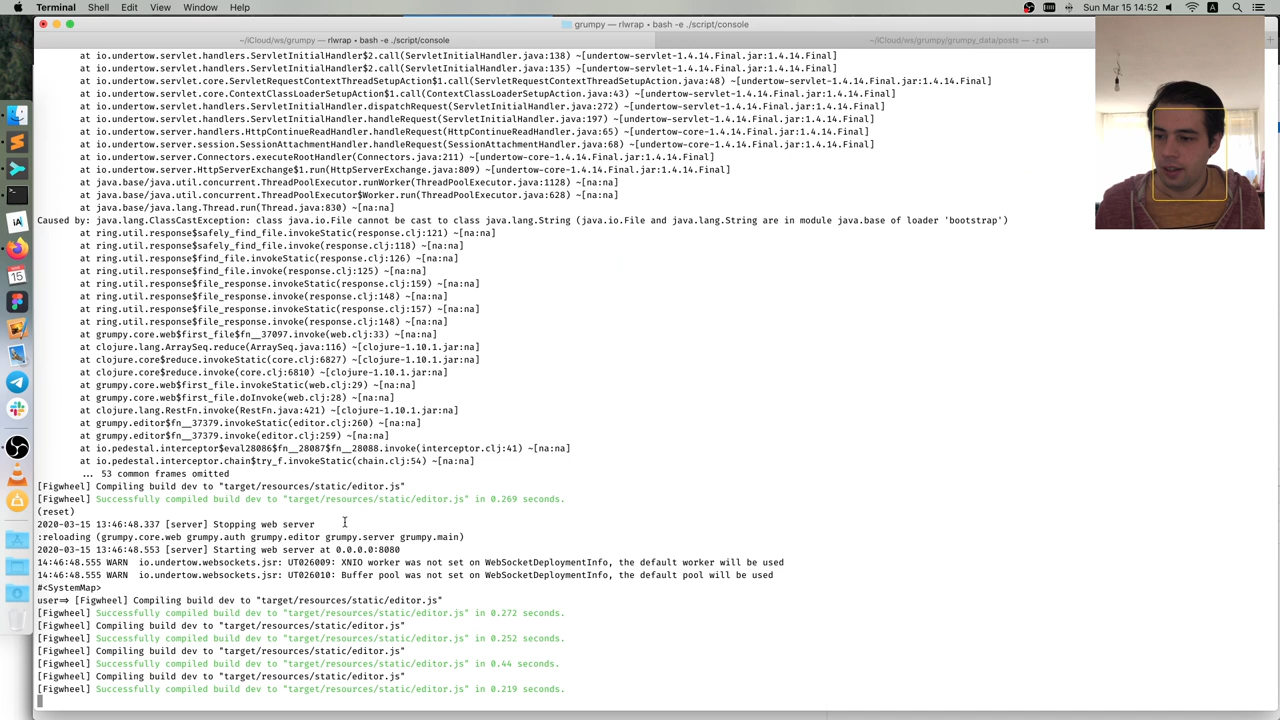 Terminal Shell Edit View Window Help
Sun Mar 15 14:52
grumpy — rlwrap • bash -e ./script/console
~/iCloud/ws/grumpy — rlwrap • bash -e ./script/console
~/iCloud/ws/grumpy/grumpy_data/posts — -zsh
at io.undertow.servlet.handlers.ServletInitialHandler$2.call(ServletInitialHandler.java:138) ~[undertow-servlet-1.4.14.Final.jar:1.4.14.Final]
at io.undertow.servlet.handlers.ServletInitialHandler$2.call(ServletInitialHandler.java:135) ~[undertow-servlet-1.4.14.Final.jar:1.4.14.Final]
at io.undertow.servlet.core.ServletRequestContextThreadSetupAction$1.call(ServletRequestContextThreadSetupAction.java:48) ~[undertow-servlet-1.4.14.Final.jar:1.4.14.Final]
at io.undertow.servlet.core.ContextClassLoaderSetupAction$1.call(ContextClassLoaderSetupAction.java:43) ~[undertow-servlet-1.4.14.Final.jar:1.4.14.Final]
at io.undertow.servlet.handlers.ServletInitialHandler.dispatchRequest(ServletInitialHandler.java:272) ~[undertow-servlet-1.4.14.Final.jar:1.4.14.Final]
at io.undertow.servlet.handlers.ServletInitialHandler.handleRequest(ServletInitialHandler.java:197) ~[undertow-servlet-1.4.14.Final.jar:1.4.14.Final]
at io.undertow.server.handlers.HttpContinueReadHandler.handleRequest(HttpContinueReadHandler.java:65) ~[undertow-core-1.4.14.Final.jar:1.4.14.Final]
at io.undertow.server.session.SessionAttachmentHandler.handleRequest(SessionAttachmentHandler.java:68) ~[undertow-core-1.4.14.Final.jar:1.4.14.Final]
at io.undertow.server.Connectors.executeRootHandler(Connectors.java:211) ~[undertow-core-1.4.14.Final.jar:1.4.14.Final]
at io.undertow.server.HttpServerExchange$1.run(HttpServerExchange.java:809) ~[undertow-core-1.4.14.Final.jar:1.4.14.Final]
at java.base/java.util.concurrent.ThreadPoolExecutor.runWorker(ThreadPoolExecutor.java:1128) ~[na:na]
at java.base/java.util.concurrent.ThreadPoolExecutor$Worker.run(ThreadPoolExecutor.java:628) ~[na:na]
at java.base/java.lang.Thread.run(Thread.java:830) ~[na:na]
Caused by: java.lang.ClassCastException: class java.io.File cannot be cast to class java.lang.String (java.io.File and java.lang.String are in module java.base of loader 'bootstrap')
at ring.util.response$safely_find_file.invokeStatic(response.clj:121) ~[na:na]
at ring.util.response$safely_find_file.invoke(response.clj:118) ~[na:na]
at ring.util.response$find_file.invokeStatic(response.clj:126) ~[na:na]
at ring.util.response$find_file.invoke(response.clj:125) ~[na:na]
at ring.util.response$file_response.invokeStatic(response.clj:159) ~[na:na]
at ring.util.response$file_response.invoke(response.clj:148) ~[na:na]
at ring.util.response$file_response.invokeStatic(response.clj:157) ~[na:na]
at ring.util.response$file_response.invoke(response.clj:148) ~[na:na]
at grumpy.core.web$first_file$fn__37097.invoke(web.clj:33) ~[na:na]
at clojure.lang.ArraySeq.reduce(ArraySeq.java:116) ~[clojure-1.10.1.jar:na]
at clojure.core$reduce.invokeStatic(core.clj:6827) ~[clojure-1.10.1.jar:na]
at clojure.core$reduce.invoke(core.clj:6810) ~[clojure-1.10.1.jar:na]
at grumpy.core.web$first_file.invokeStatic(web.clj:29) ~[na:na]
at grumpy.core.web$first_file.doInvoke(web.clj:28) ~[na:na]
at clojure.lang.RestFn.invoke(RestFn.java:421) ~[clojure-1.10.1.jar:na]
at grumpy.editor$fn__37379.invokeStatic(editor.clj:260) ~[na:na]
at grumpy.editor$fn__37379.invoke(editor.clj:259) ~[na:na]
at io.pedestal.interceptor$eval28086$fn__28087$fn__28088.invoke(interceptor.clj:41) ~[na:na]
at io.pedestal.interceptor.chain$try_f.invokeStatic(chain.clj:54) ~[na:na]
... 53 common frames omitted
[Figwheel] Compiling build dev to "target/resources/static/editor.js"
[Figwheel] Successfully compiled build dev to "target/resources/static/editor.js" in 0.269 seconds.
(reset)
2020-03-15 13:46:48.337 [server] Stopping web server
:reloading (grumpy.core.web grumpy.auth grumpy.editor grumpy.server grumpy.main)
2020-03-15 13:46:48.553 [server] Starting web server at 0.0.0.0:8080
14:46:48.555 WARN  io.undertow.websockets.jsr: UT026009: XNIO worker was not set on WebSocketDeploymentInfo, the default worker will be used
14:46:48.555 WARN  io.undertow.websockets.jsr: UT026010: Buffer pool was not set on WebSocketDeploymentInfo, the default pool will be used
#<SystemMap>
user=> [Figwheel] Compiling build dev to "target/resources/static/editor.js"
[Figwheel] Successfully compiled build dev to "target/resources/static/editor.js" in 0.272 seconds.
[Figwheel] Compiling build dev to "target/resources/static/editor.js"
[Figwheel] Successfully compiled build dev to "target/resources/static/editor.js" in 0.252 seconds.
[Figwheel] Compiling build dev to "target/resources/static/editor.js"
[Figwheel] Successfully compiled build dev to "target/resources/static/editor.js" in 0.44 seconds.
[Figwheel] Compiling build dev to "target/resources/static/editor.js"
[Figwheel] Successfully compiled build dev to "target/resources/static/editor.js" in 0.219 seconds.
iA
15